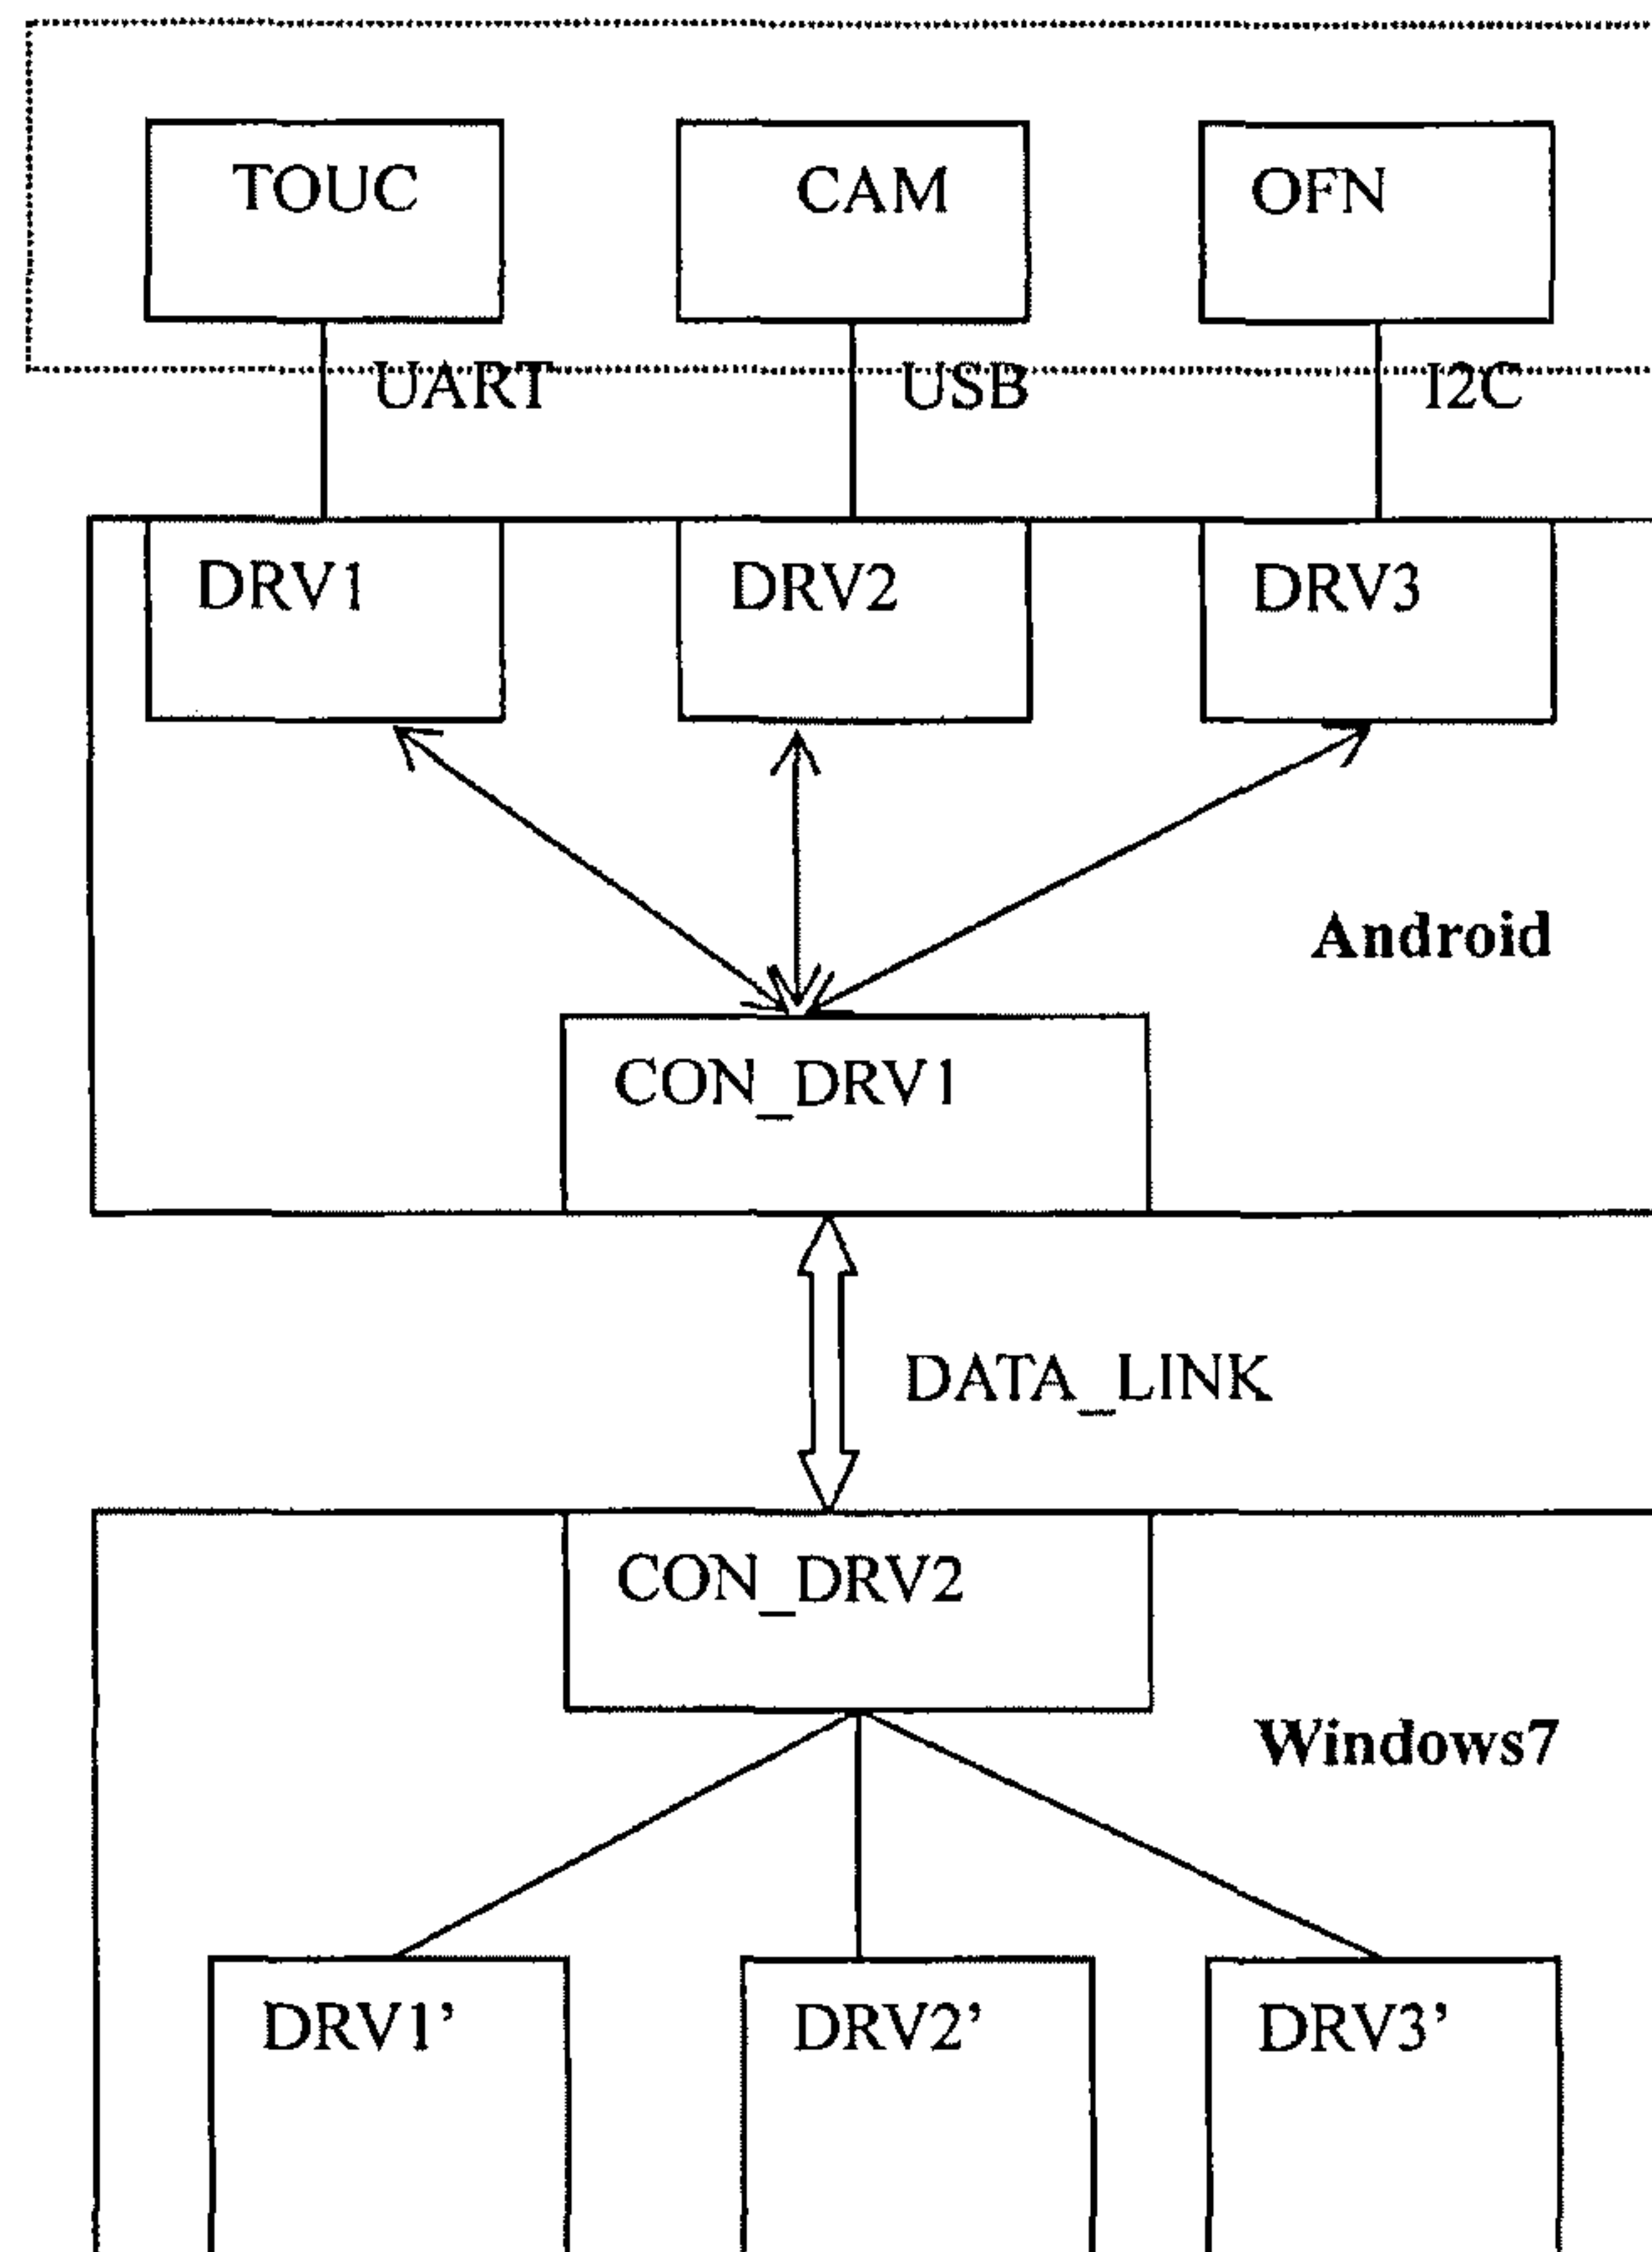 TOUC CAM OFN
UART USB I2C
DRV1 DRV2 DRV3
Android
CON_DRV1
DATA_LINK
CON_DRV2
Windows7
DRV1’ DRV2’ DRV3’